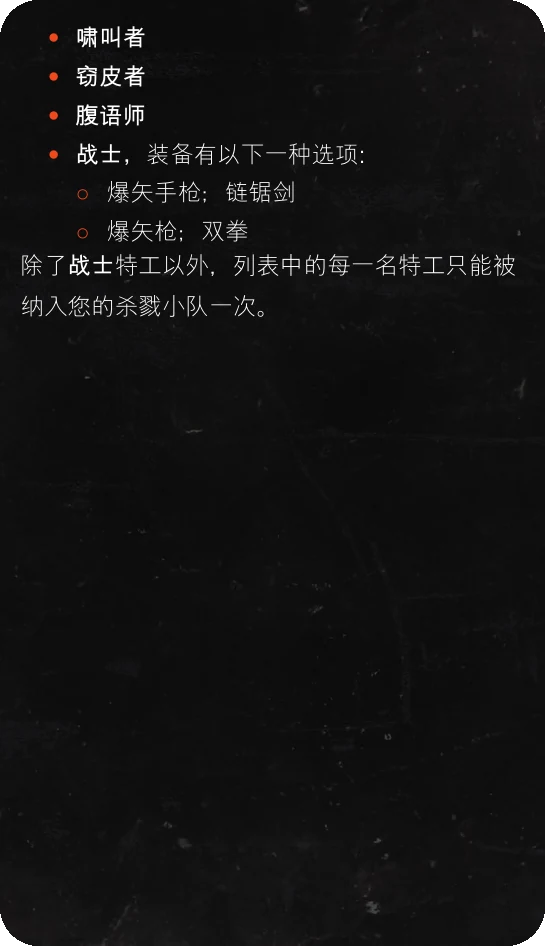 • 啸叫者
• 窃皮者
• 腹语师
• 战士，装备有以下一种选项：
○ 爆矢手枪；链锯剑
○ 爆矢枪；双拳
除了战士特工以外，列表中的每一名特工只能被
纳入您的杀戮小队一次。